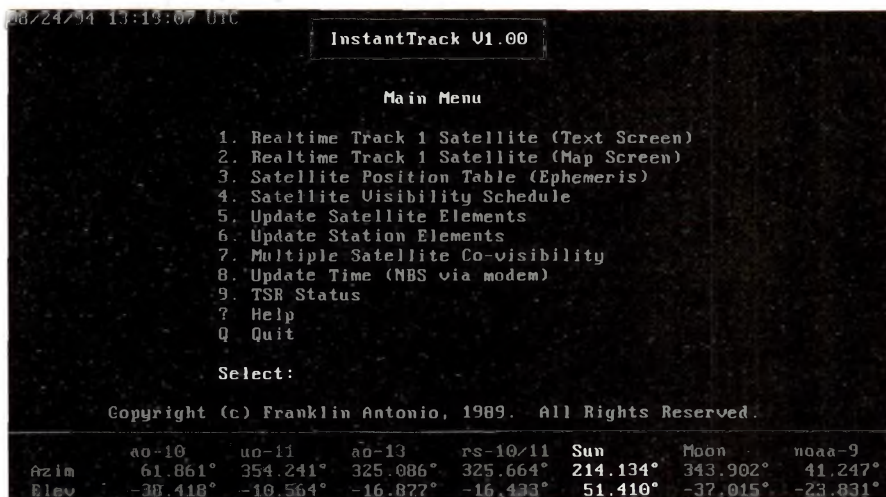 08/24/94 13:19:07 UTC
InstantTrack V1.00
Main Menu
1. Realtime Track 1 Satellite (Text Screen)
2. Realtime Track 1 Satellite (Map Screen)
3. Satellite Position Table (Ephemeris)
4. Satellite Visibility Schedule
5. Update Satellite Elements
6. Update Station Elements
7. Multiple Satellite Co-visibility
8. Update Time (NBS via modem)
9. TSR Status
? Help
Q Quit
Select:
Copyright (c) Franklin Antonio, 1989. All Rights Reserved.
ao-10 uo-11 ao-13 rs-10/11 Sun Moon noaa-9
Azim 61.861° 354.241° 325.086° 325.664° 214.134° 343.902° 41.247°
Elev -38.418° -10.564° -16.877° -16.433° 51.410° -37.015° -23.831°